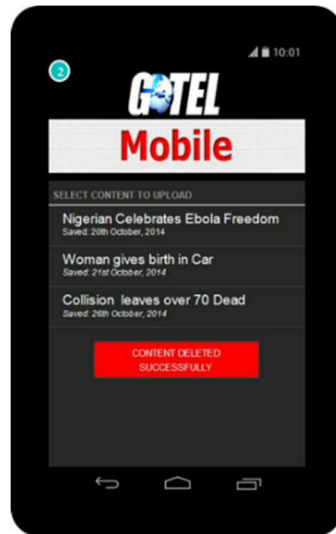 10:01
2
GOTEL
Mobile
SELECT CONTENT TO UPLOAD
Nigerian Celebrates Ebola Freedom
Saved: 20th October, 2014
Woman gives birth in Car
Saved: 21st October, 2014
Collision leaves over 70 Dead
Saved: 26th October, 2014
CONTENT DELETED
SUCCESSFULLY